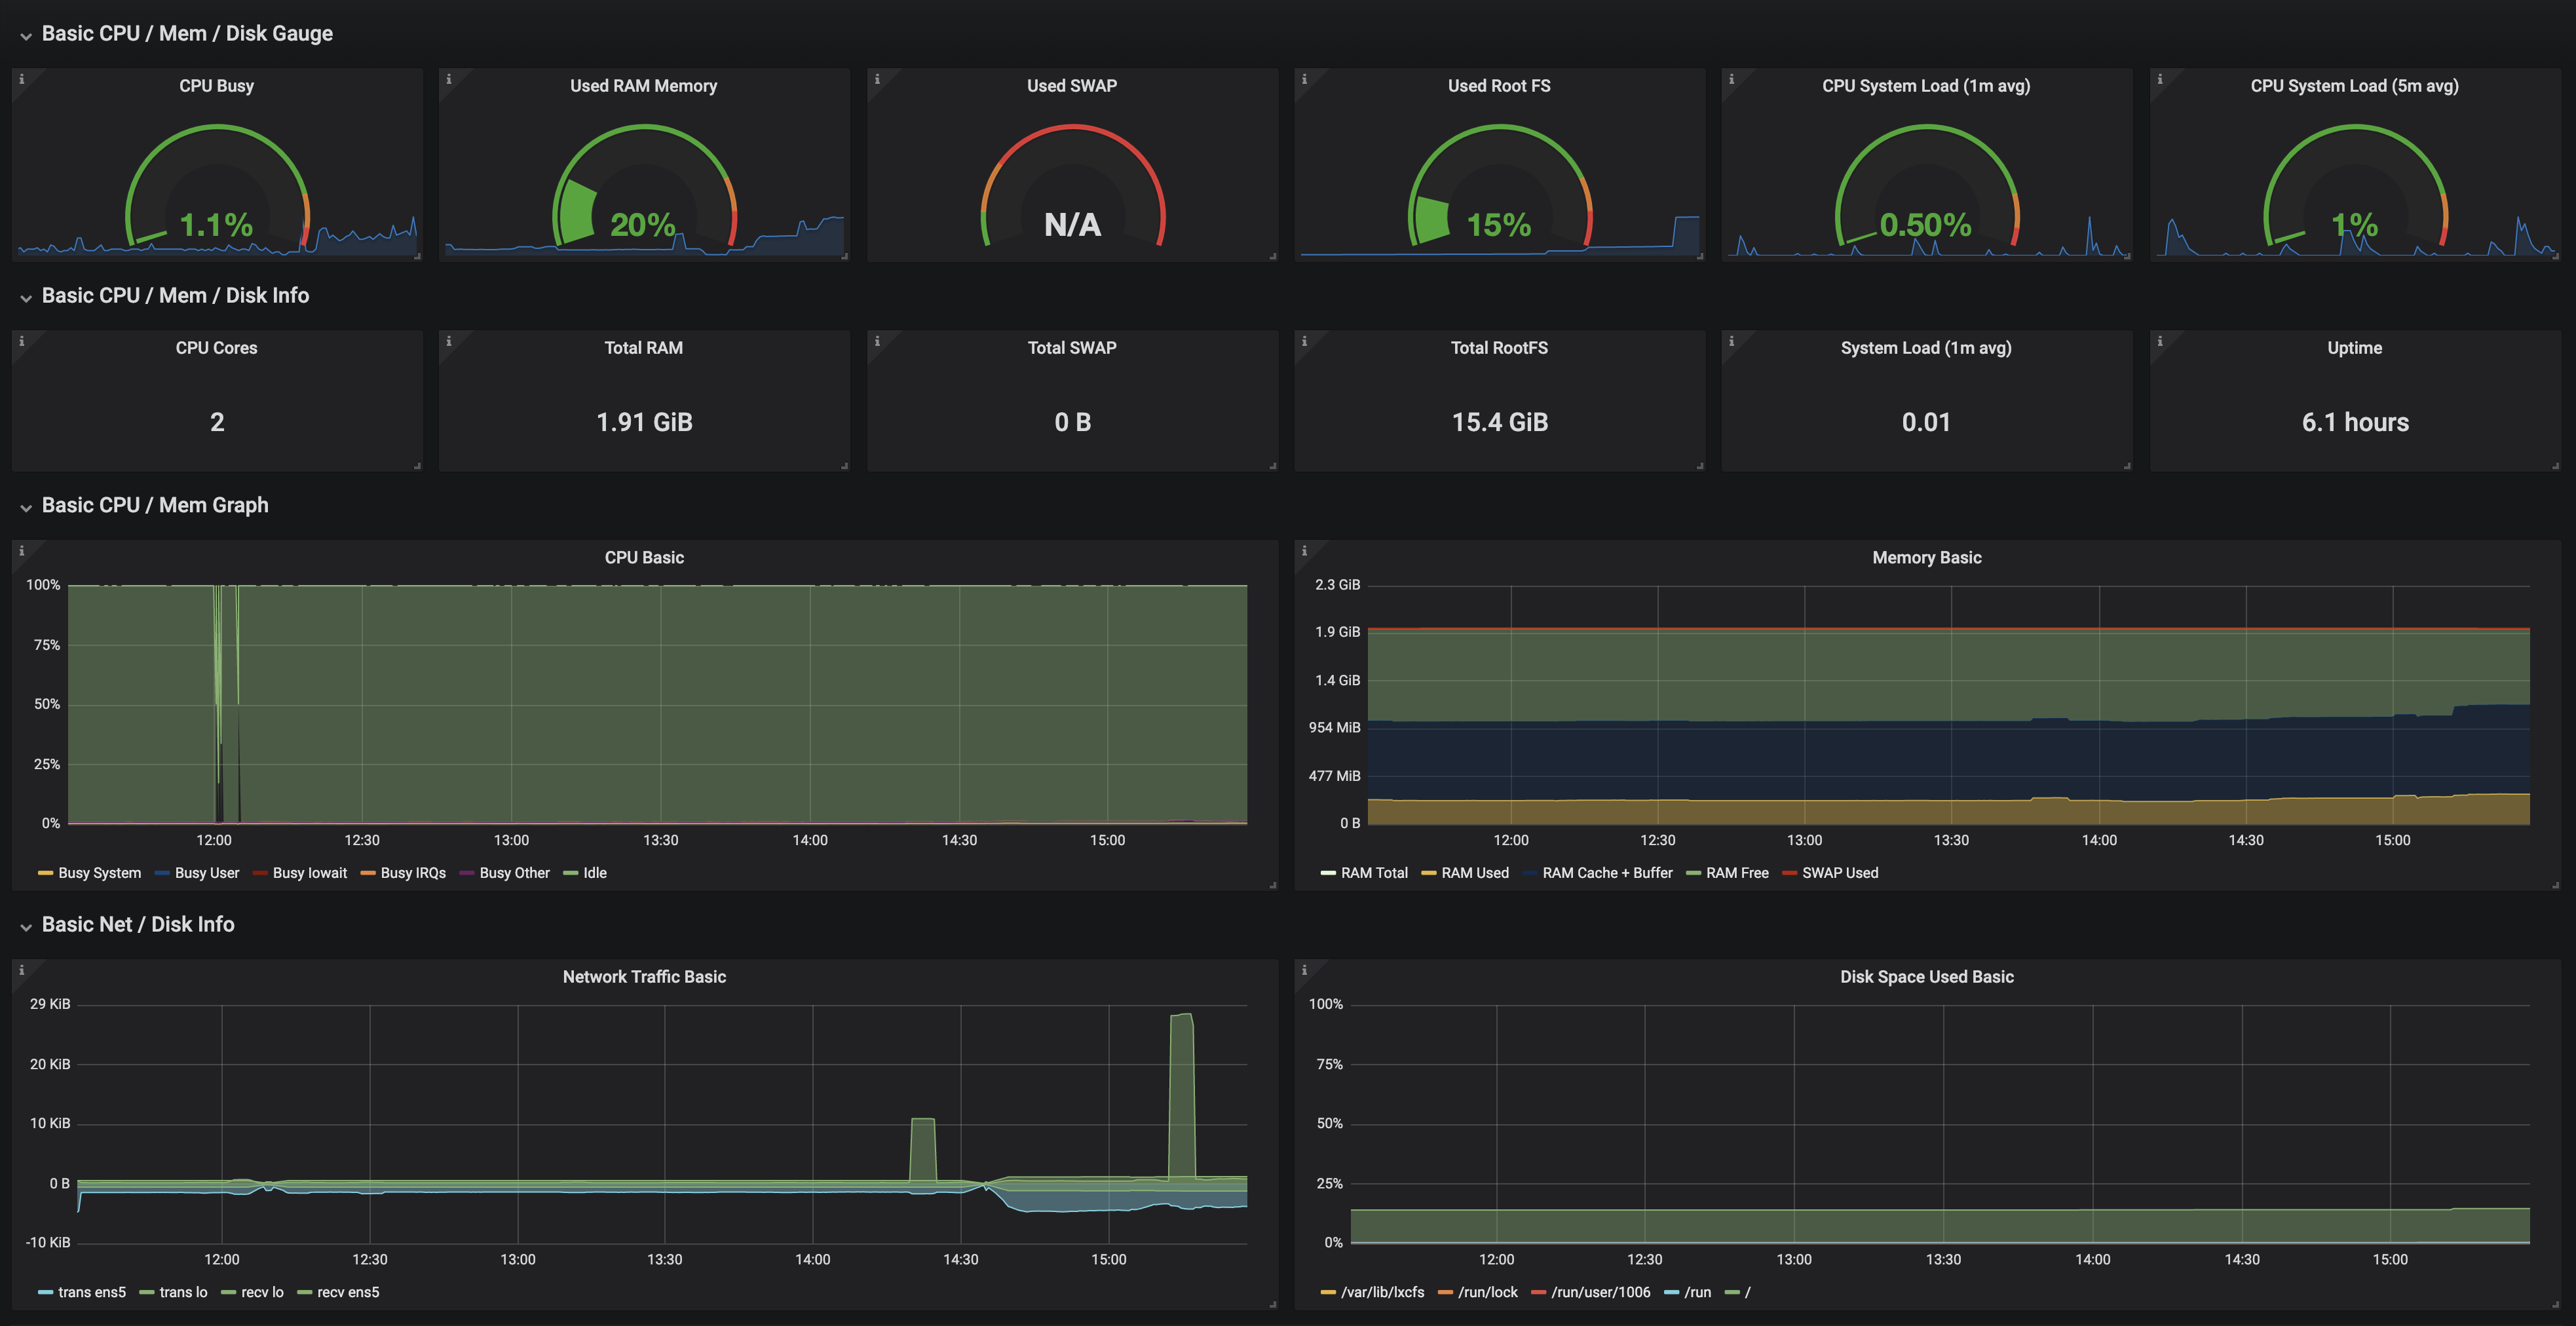 Basic CPU / Mem / Disk Gauge
CPU Busy
1.1%
Used RAM Memory
20%
Used SWAP
N/A
Used Root FS
15%
CPU System Load (1m avg)
0.50%
CPU System Load (5m avg)
1%
Basic CPU / Mem / Disk Info
CPU Cores
2
Total RAM
1.91 GiB
Total SWAP
0 B
Total RootFS
15.4 GiB
System Load (1m avg)
0.01
Uptime
6.1 hours
Basic CPU / Mem Graph
CPU Basic
100%
75%
50%
25%
0%
12:00 12:30 13:00 13:30 14:00 14:30 15:00
Busy System Busy User Busy Iowait Busy IRQs Busy Other Idle
Memory Basic
2.3 GiB
1.9 GiB
1.4 GiB
954 MiB
477 MiB
0 B
12:00 12:30 13:00 13:30 14:00 14:30 15:00
RAM Total RAM Used RAM Cache + Buffer RAM Free SWAP Used
Basic Net / Disk Info
Network Traffic Basic
29 KiB
20 KiB
10 KiB
0 B
-10 KiB
12:00 12:30 13:00 13:30 14:00 14:30 15:00
trans ens5 trans lo recv lo recv ens5
Disk Space Used Basic
100%
75%
50%
25%
0%
12:00 12:30 13:00 13:30 14:00 14:30 15:00
/var/lib/lxcfs /run/lock /run/user/1006 /run /